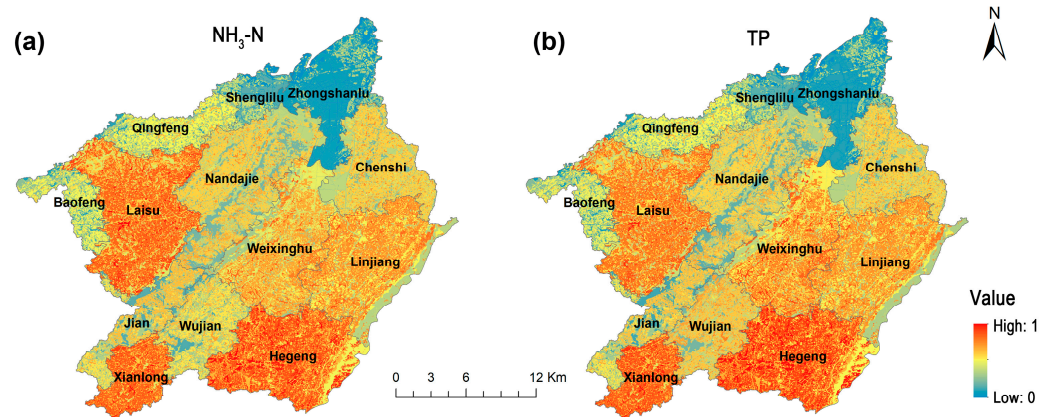 (a)
NH3-N
Zhongshanlu
Shenglilu
Qingfeng
Chenshi
Nandajie
Baofeng
Laisu
Weixinghu
Linjiang
Jian
Wujian
Hegeng
Xianlong
0 3 6 12 Km
(b)
TP
Zhongshanlu
Shenglilu
Qingfeng
Chenshi
Nandajie
Baofeng
Laisu
Weixinghu
Linjiang
Jian
Wujian
Hegeng
Xianlong
N
Value
High: 1
Low: 0